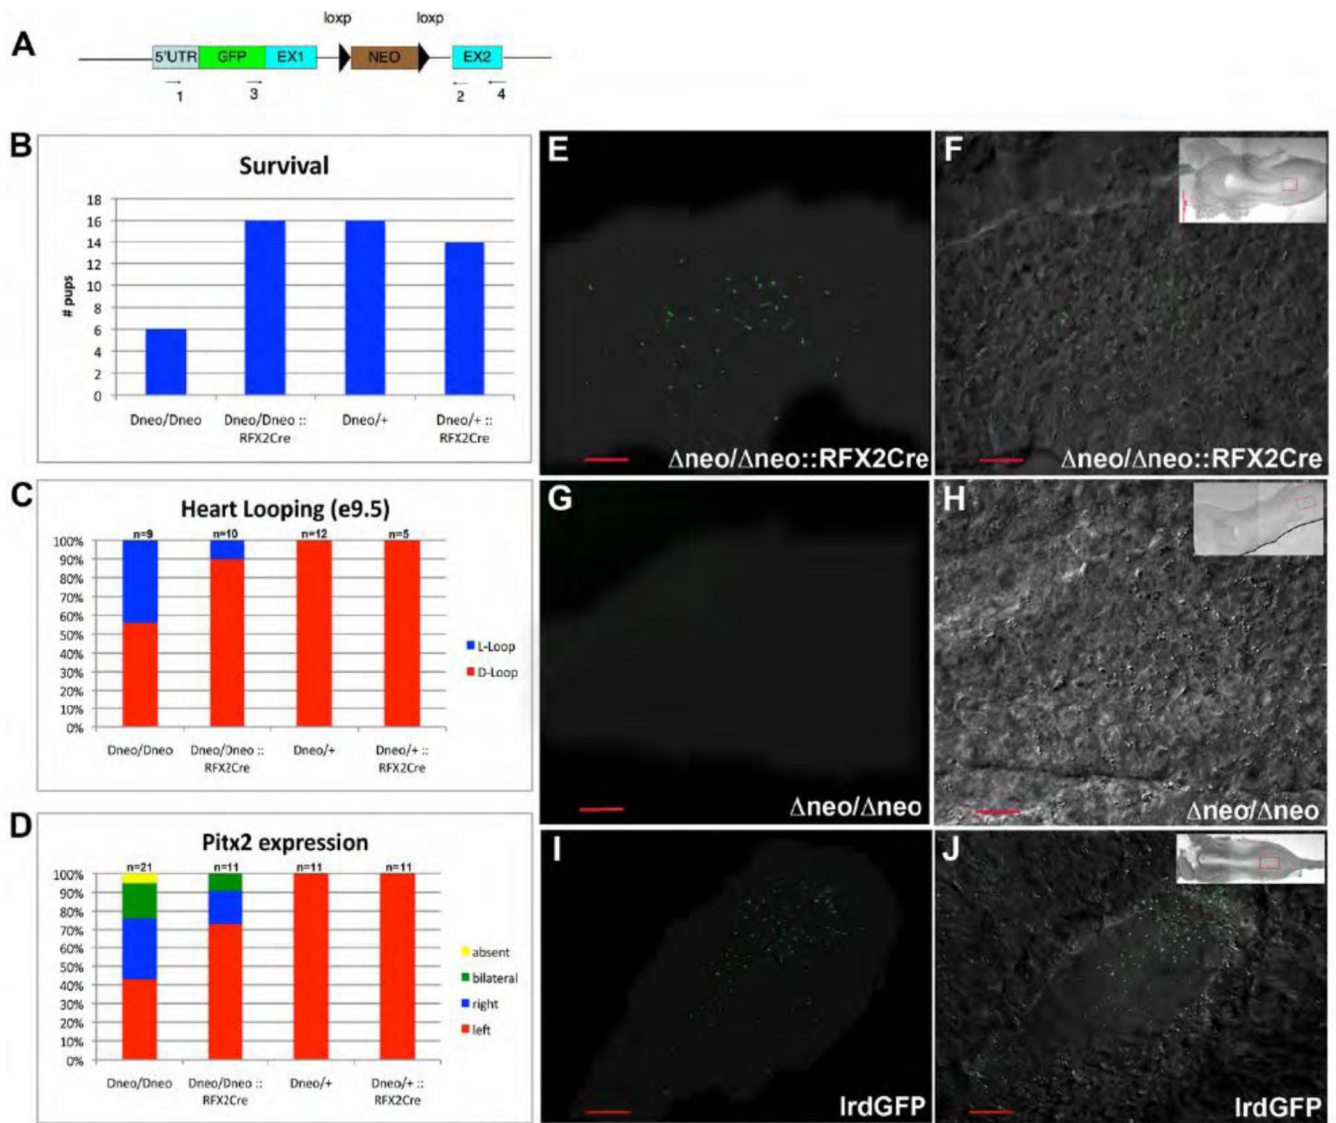 A
loxp loxp
5'UTR GFP EX1 NEO EX2
1 3 2 4
B
Survival
# pups
18
16
14
12
10
8
6
4
2
0
Dneo/Dneo Dneo/Dneo :: Dneo/+ Dneo/+ ::
RFX2Cre RFX2Cre
C
Heart Looping (e9.5)
n=9 n=10 n=12 n=5
100%
90%
80%
70%
60%
50%
40%
30%
20%
10%
0%
L-Loop
D-Loop
Dneo/Dneo Dneo/Dneo :: Dneo/+ Dneo/+ ::
RFX2Cre RFX2Cre
D
Pitx2 expression
n=21 n=11 n=11 n=11
100%
90%
80%
70%
60%
50%
40%
30%
20%
10%
0%
absent
bilateral
right
left
Dneo/Dneo Dneo/Dneo :: Dneo/+ Dneo/+ ::
RFX2Cre RFX2Cre
E
Δneo/Δneo::RFX2Cre
F
Δneo/Δneo::RFX2Cre
G
Δneo/Δneo
H
Δneo/Δneo
I
lrdGFP
J
lrdGFP